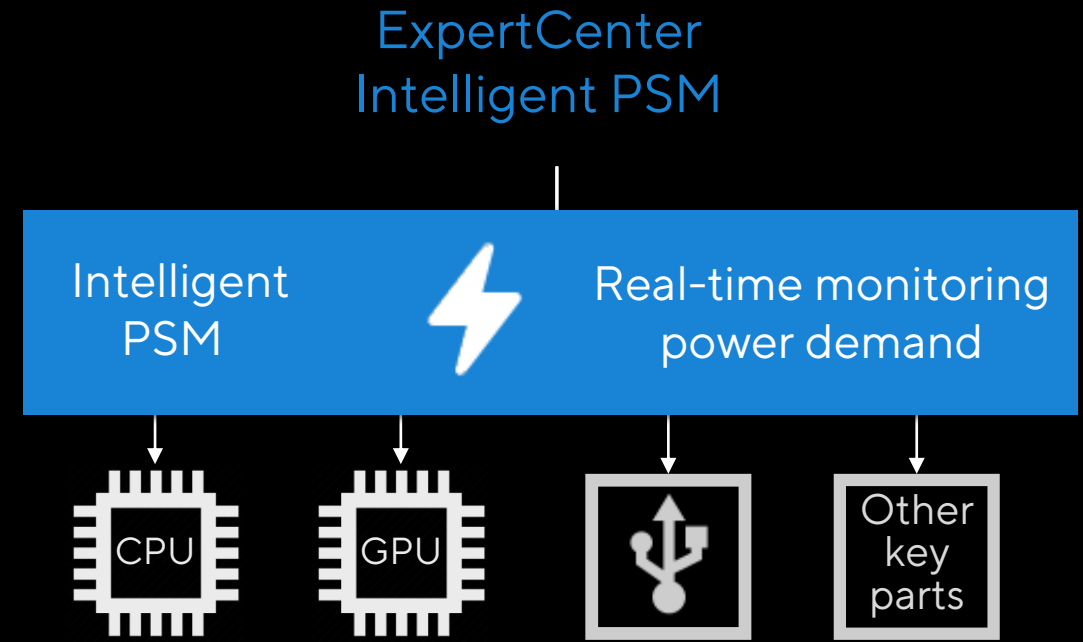 ExpertCenter
Intelligent PSM
Intelligent
PSM
Real-time monitoring
power demand
CPU
GPU
Other
key
parts